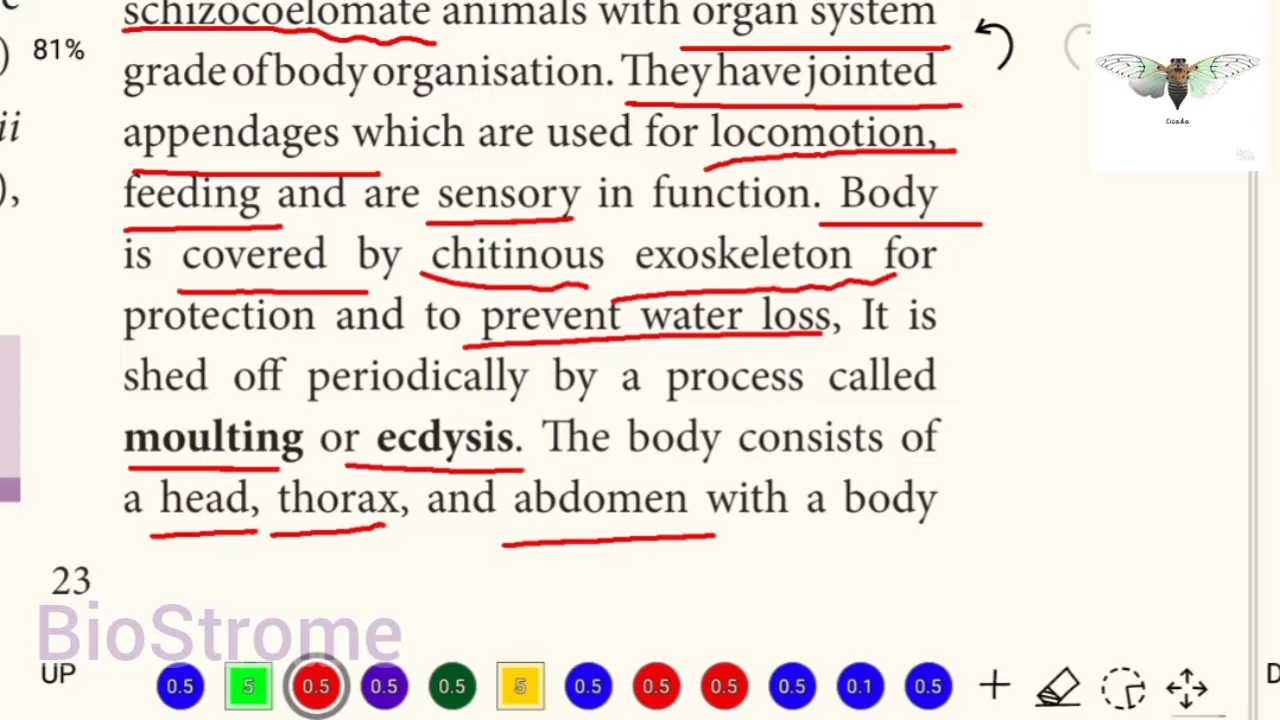 schizocoelomate animals with organ system
81%
grade of body organisation. They have jointed
ii
appendages which are used for locomotion,
),
feeding and are sensory in function. Body
is covered by chitinous exoskeleton for
protection and to prevent water loss, It is
shed off periodically by a process called
moulting or ecdysis. The body consists of
a head, thorax, and abdomen with a body
23
BioStrome
UP
0.5 5 0.5 0.5 0.5 5 0.5 0.5 0.5 0.5 0.1 0.5
Cicada